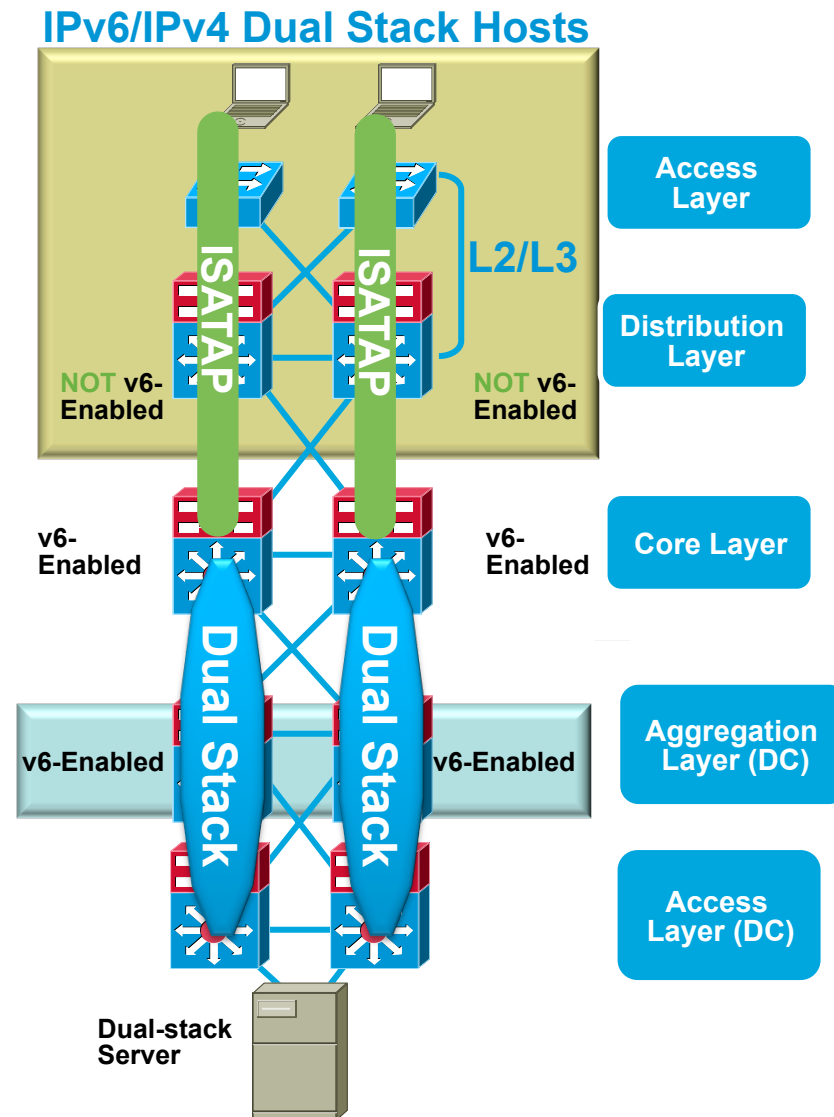 IPv6/IPv4 Dual Stack Hosts
Access
Layer
ISATAP
ISATAP
L2/L3
Distribution
Layer
NOT v6-
Enabled
NOT v6-
Enabled
v6-
Enabled
v6-
Enabled
Core Layer
Dual Stack
Dual Stack
v6-Enabled
v6-Enabled
Aggregation
Layer (DC)
Access
Layer (DC)
Dual-stack
Server